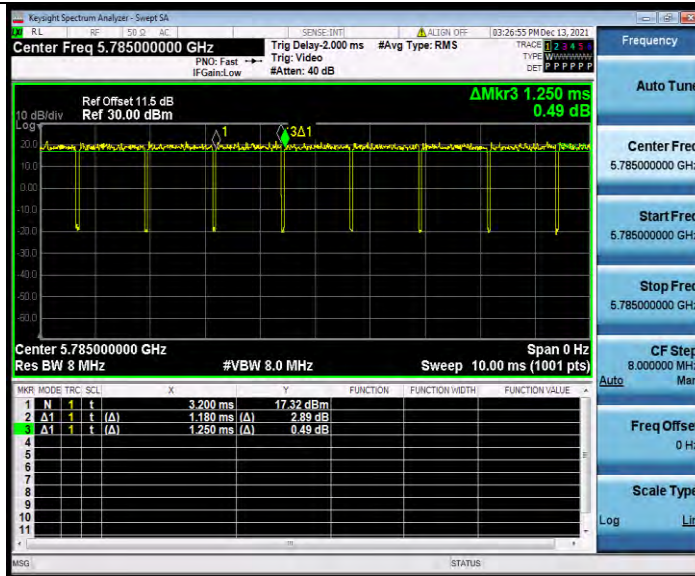 Keysight Spectrum Analyzer - Swept SA
RL RF 50 Ω AC SENSE:INT ALIGN OFF 03:26:55 PM Dec 13, 2021
Center Freq 5.785000000 GHz
PNO: Fast
IFGain:Low
Trig Delay-2.000 ms
Trig: Video
#Atten: 40 dB
#Avg Type: RMS
TRACE 1 2 3 4 5 6
TYPE
DET P P P P P P
Ref Offset 11.5 dB
10 dB/div Ref 30.00 dBm
Log
ΔMkr3 1.250 ms
0.49 dB
1
3Δ1
20.0
10.0
0.00
-10.0
-20.0
-30.0
-40.0
-50.0
-60.0
Center 5.785000000 GHz Span 0 Hz
Res BW 8 MHz #VBW 8.0 MHz Sweep 10.00 ms (1001 pts)
MKR MODE TRC SCL X Y FUNCTION FUNCTION WIDTH FUNCTION VALUE
1 N 1 t 3.200 ms 17.32 dBm
2 Δ1 1 t (Δ) 1.180 ms (Δ) 2.89 dB
3 Δ1 1 t (Δ) 1.250 ms (Δ) 0.49 dB
4
5
6
7
8
9
10
11
MSG STATUS
Frequency
Auto Tune
Center Freq
5.785000000 GHz
Start Freq
5.785000000 GHz
Stop Freq
5.785000000 GHz
CF Step
8.000000 MHz
Auto Man
Freq Offset
0 Hz
Scale Type
Log Lin